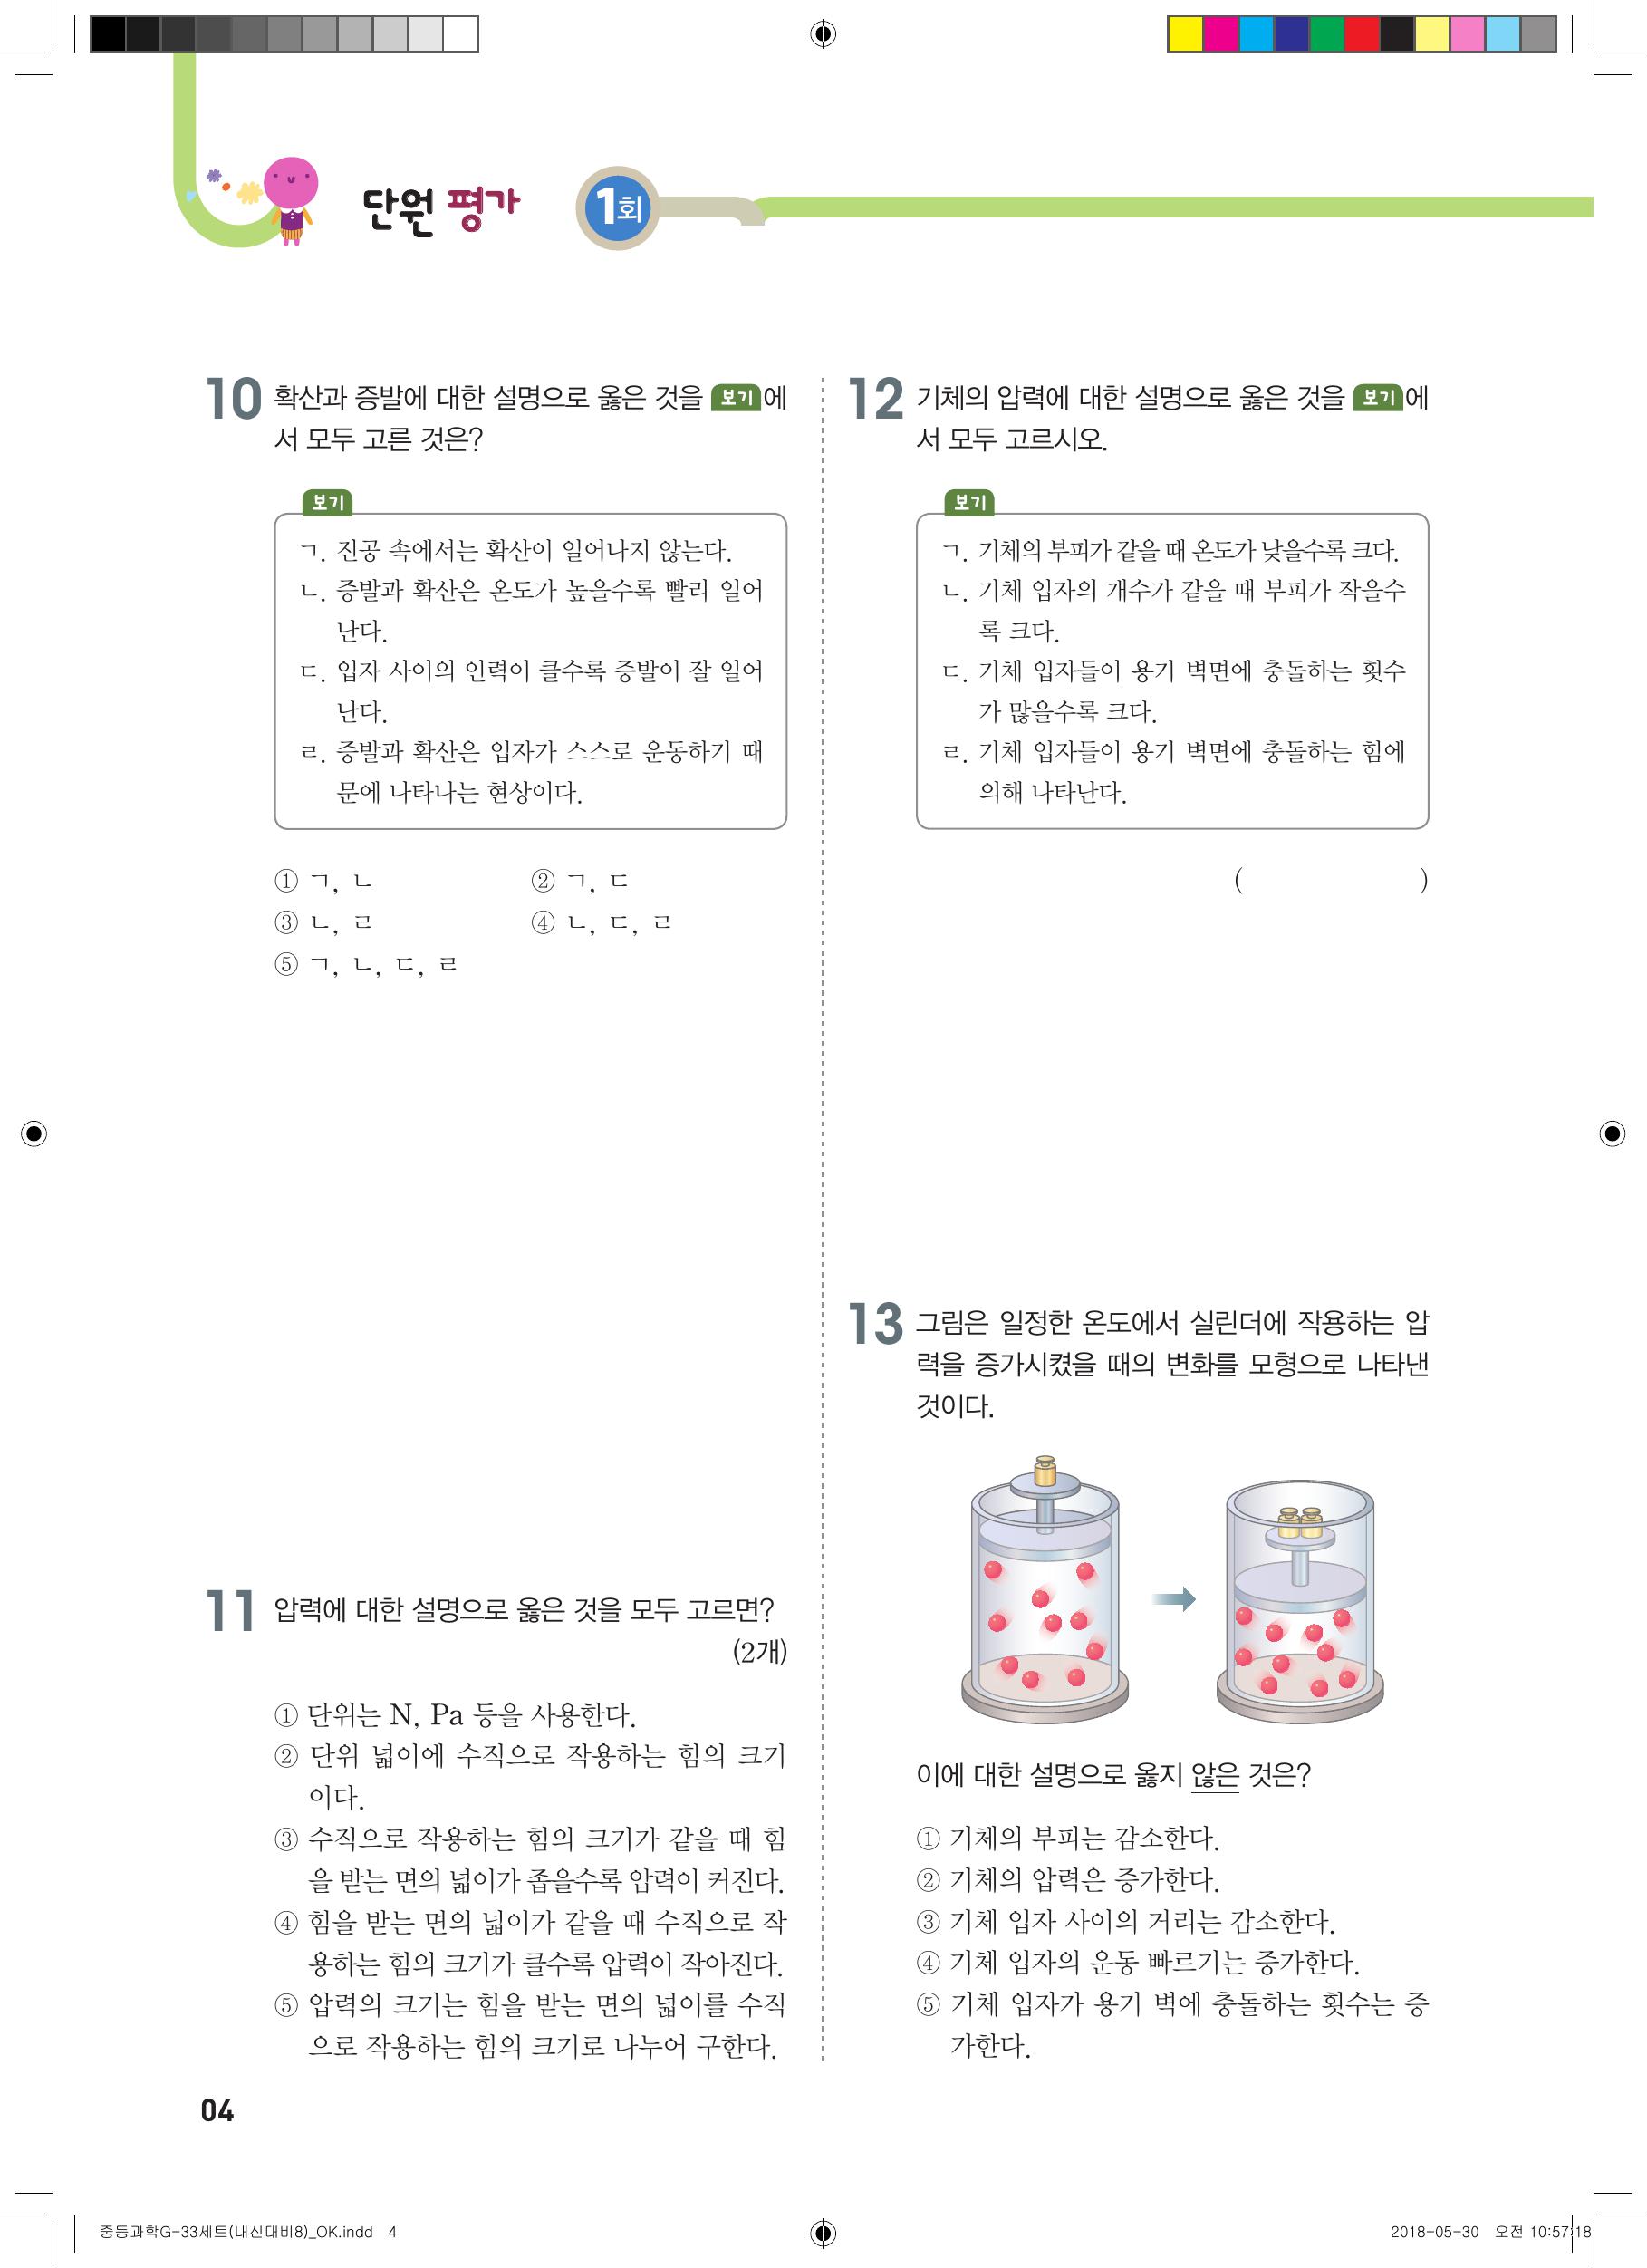 단원 평가 1회
10 확산과 증발에 대한 설명으로 옳은 것을 보기 에
서 모두 고른 것은?
보기
ㄱ. 진공 속에서는 확산이 일어나지 않는다.
ㄴ. 증발과 확산은 온도가 높을수록 빨리 일어
난다.
ㄷ. 입자 사이의 인력이 클수록 증발이 잘 일어
난다.
ㄹ. 증발과 확산은 입자가 스스로 운동하기 때
문에 나타나는 현상이다.
① ㄱ, ㄴ ② ㄱ, ㄷ
③ ㄴ, ㄹ ④ ㄴ, ㄷ, ㄹ
⑤ ㄱ, ㄴ, ㄷ, ㄹ
11 압력에 대한 설명으로 옳은 것을 모두 고르면?
(2개)
① 단위는 N, Pa 등을 사용한다.
② 단위 넓이에 수직으로 작용하는 힘의 크기
이다.
③ 수직으로 작용하는 힘의 크기가 같을 때 힘
을 받는 면의 넓이가 좁을수록 압력이 커진다.
④ 힘을 받는 면의 넓이가 같을 때 수직으로 작
용하는 힘의 크기가 클수록 압력이 작아진다.
⑤ 압력의 크기는 힘을 받는 면의 넓이를 수직
으로 작용하는 힘의 크기로 나누어 구한다.
12 기체의 압력에 대한 설명으로 옳은 것을 보기 에
서 모두 고르시오.
보기
ㄱ. 기체의 부피가 같을 때 온도가 낮을수록 크다.
ㄴ. 기체 입자의 개수가 같을 때 부피가 작을수
록 크다.
ㄷ. 기체 입자들이 용기 벽면에 충돌하는 횟수
가 많을수록 크다.
ㄹ. 기체 입자들이 용기 벽면에 충돌하는 힘에
의해 나타난다.
( )
13 그림은 일정한 온도에서 실린더에 작용하는 압
력을 증가시켰을 때의 변화를 모형으로 나타낸
것이다.
이에 대한 설명으로 옳지 않은 것은?
① 기체의 부피는 감소한다.
② 기체의 압력은 증가한다.
③ 기체 입자 사이의 거리는 감소한다.
④ 기체 입자의 운동 빠르기는 증가한다.
⑤ 기체 입자가 용기 벽에 충돌하는 횟수는 증
가한다.
04
중등과학G-33세트(내신대비8)_OK.indd 4
2018-05-30 오전 10:57:18